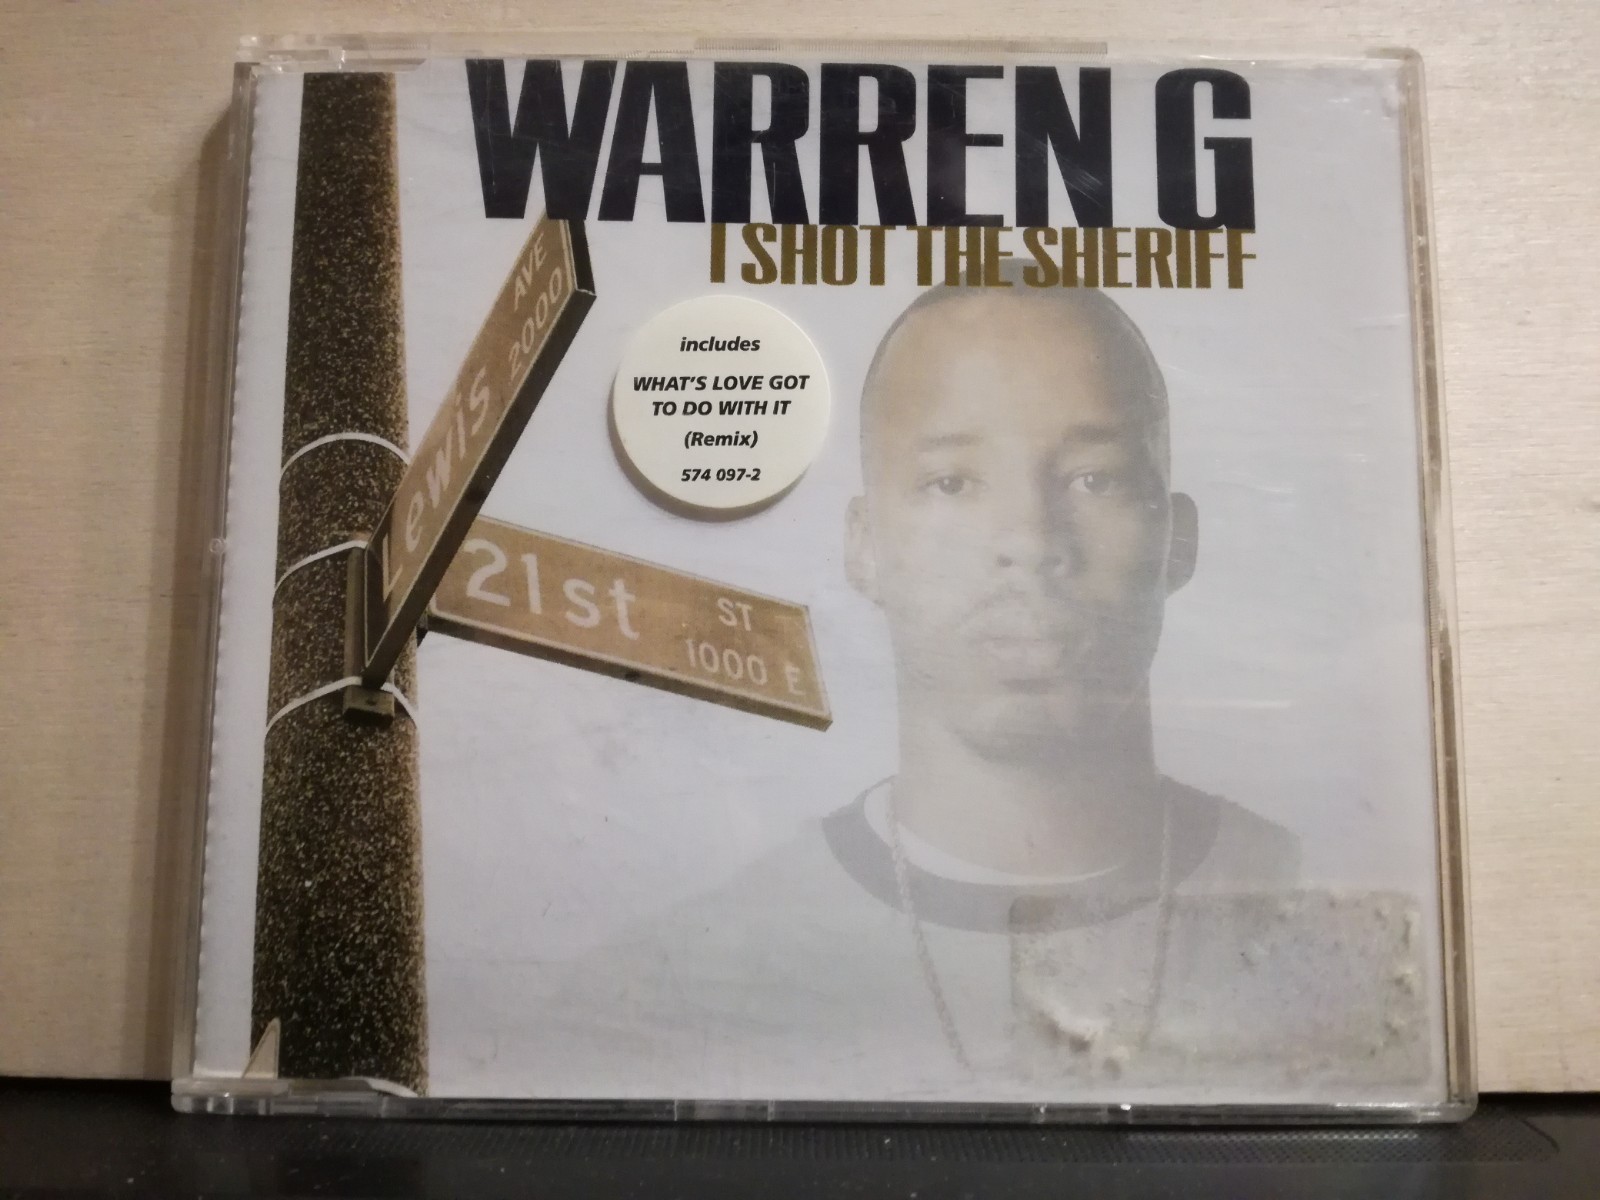 WARREN G
I SHOT THE SHERIFF
Lewis AVE
2000
includes
WHAT'S LOVE GOT
TO DO WITH IT
(Remix)
574 097-2
21st ST
1000 E